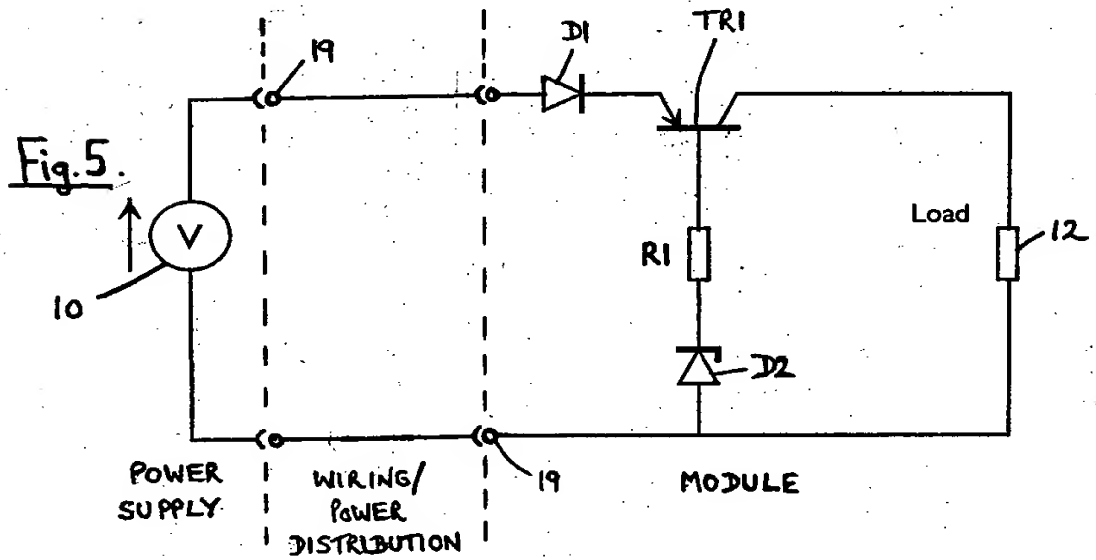 19
D1
TR1
Fig.5.
V
10
R1
Load
12
D2
19
POWER
SUPPLY
WIRING/
POWER
DISTRIBUTION
MODULE